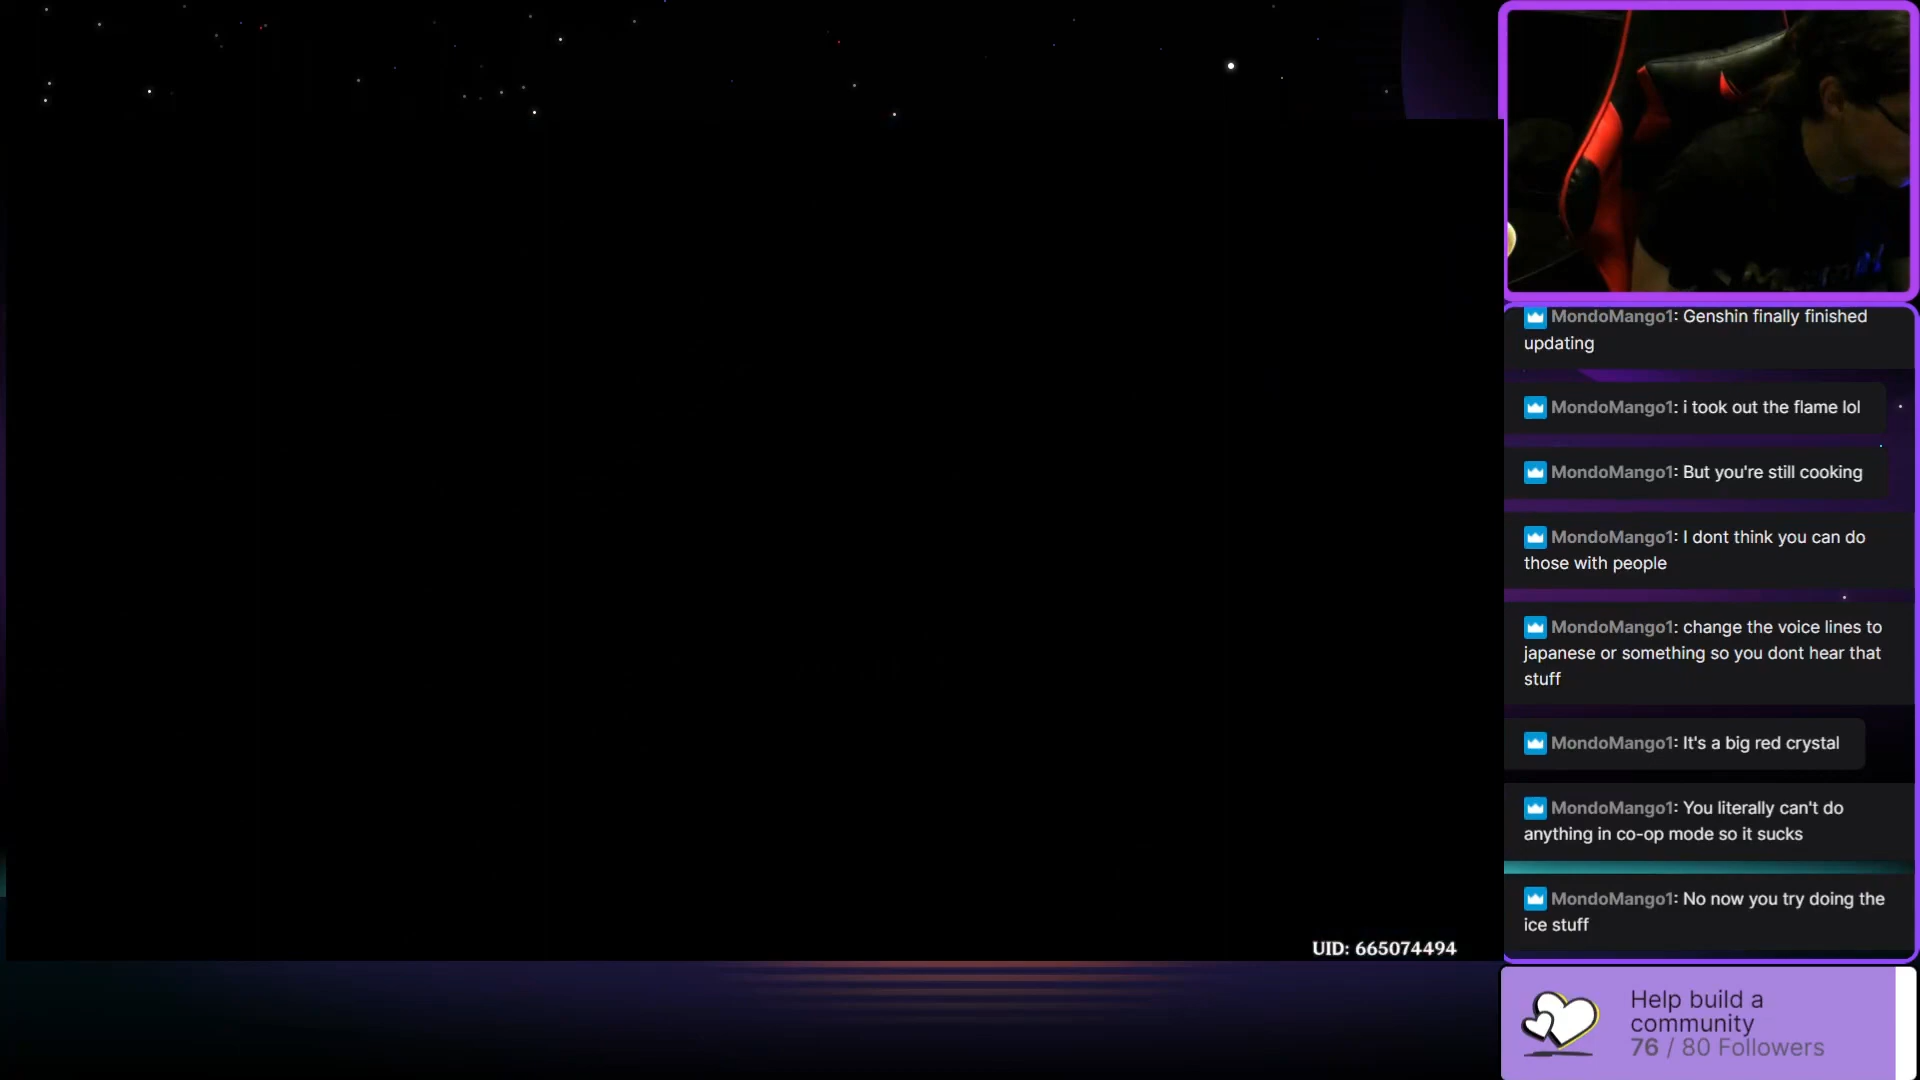 MondoMango1: Genshin finally finished
updating
MondoMango1: i took out the flame lol
MondoMango1: But you're still cooking
MondoMango1: I dont think you can do
those with people
MondoMango1: change the voice lines to
japanese or something so you dont hear that
stuff
MondoMango1: It's a big red crystal
MondoMango1: You literally can't do
anything in co-op mode so it sucks
MondoMango1: No now you try doing the
ice stuff
UID: 665074494
Help build a
community
76 / 80 Followers